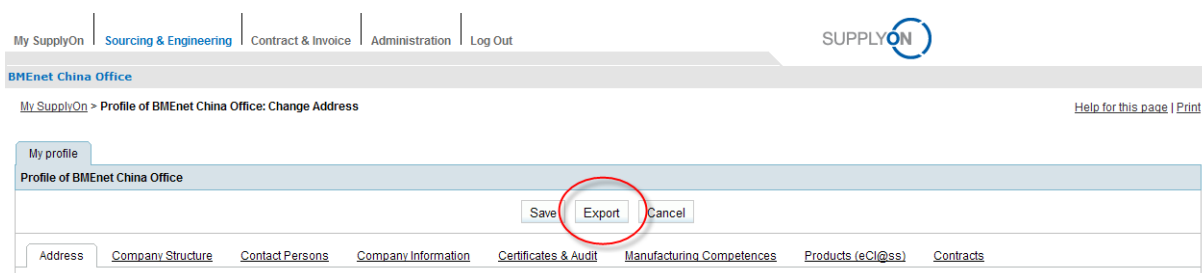 My SupplyOn Sourcing & Engineering Contract & Invoice Administration Log Out SUPPLYON
BMEnet China Office
My SupplyOn > Profile of BMEnet China Office: Change Address Help for this page | Print
My profile
Profile of BMEnet China Office
Save Export Cancel
Address Company Structure Contact Persons Company Information Certificates & Audit Manufacturing Competences Products (eCl@ss) Contracts